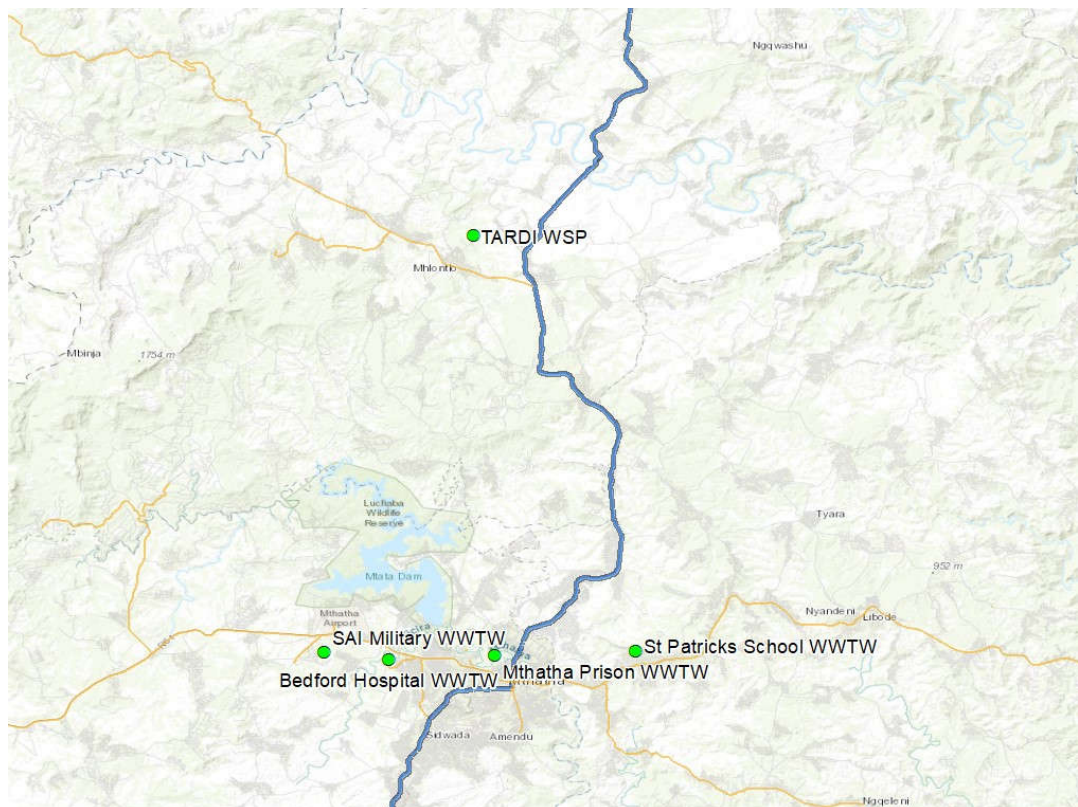 Ngqwashu
TARDI WSP
Mhlontlo
Mbinja
1754 m
Luchaba
Wildlife
Reserve
Tyara
Mtata Dam
952 m
Mthatha
Airport
Nyandeni
Libode
SAI Military WWTW
St Patricks School WWTW
Bedford Hospital WWTW
Mthatha Prison WWTW
Sidwada
Amendu
Ngqeleni